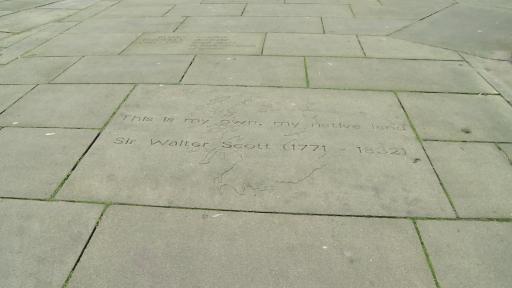 This is my own, my native land
Sir Walter Scott (1771 - 1832)